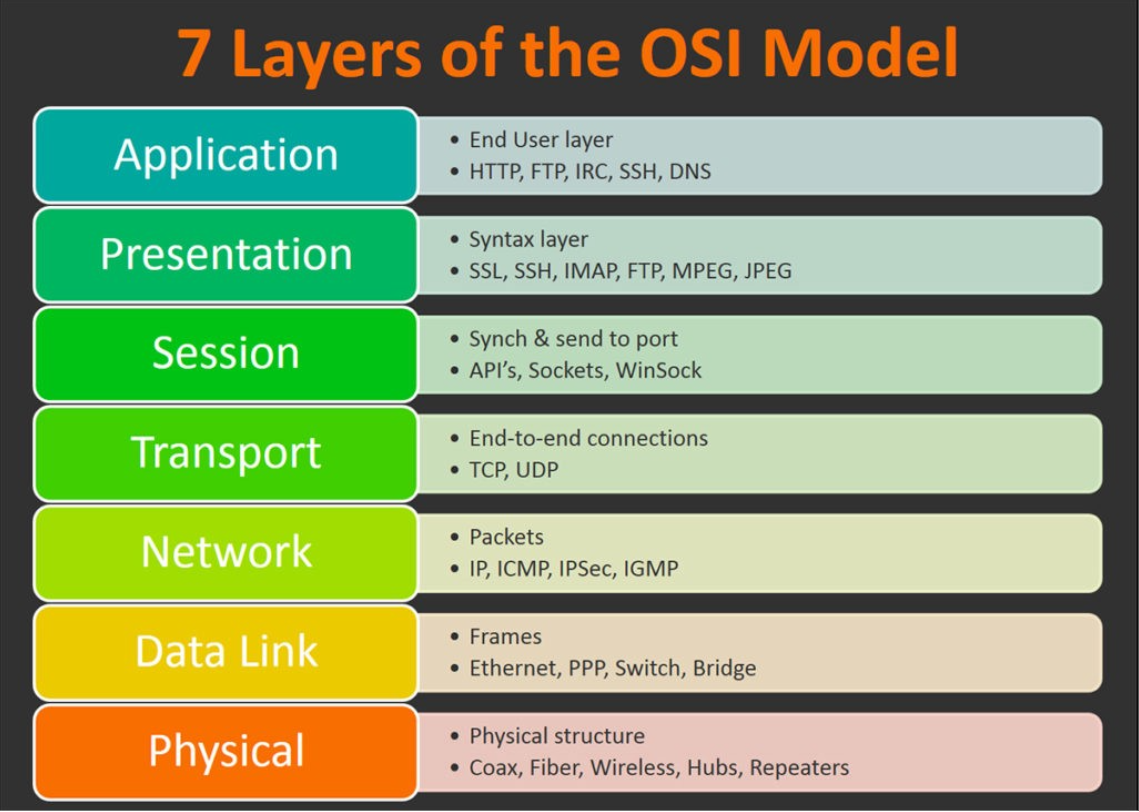 7 Layers of the OSI Model
Application
• End User layer
• HTTP, FTP, IRC, SSH, DNS
Presentation
• Syntax layer
• SSL, SSH, IMAP, FTP, MPEG, JPEG
Session
• Synch & send to port
• API’s, Sockets, WinSock
Transport
• End-to-end connections
• TCP, UDP
Network
• Packets
• IP, ICMP, IPSec, IGMP
Data Link
• Frames
• Ethernet, PPP, Switch, Bridge
Physical
• Physical structure
• Coax, Fiber, Wireless, Hubs, Repeaters